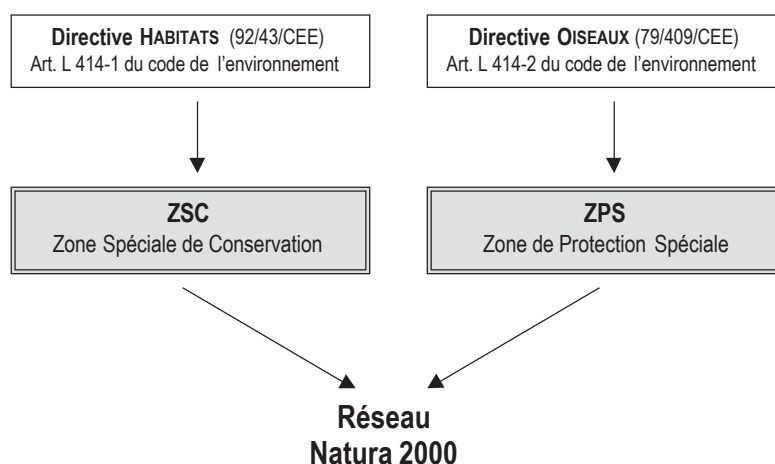 Directive HABITATS (92/43/CEE)
Art. L 414-1 du code de l'environnement
Directive OISEAUX (79/409/CEE)
Art. L 414-2 du code de l'environnement
ZSC
Zone Spéciale de Conservation
ZPS
Zone de Protection Spéciale
Réseau
Natura 2000